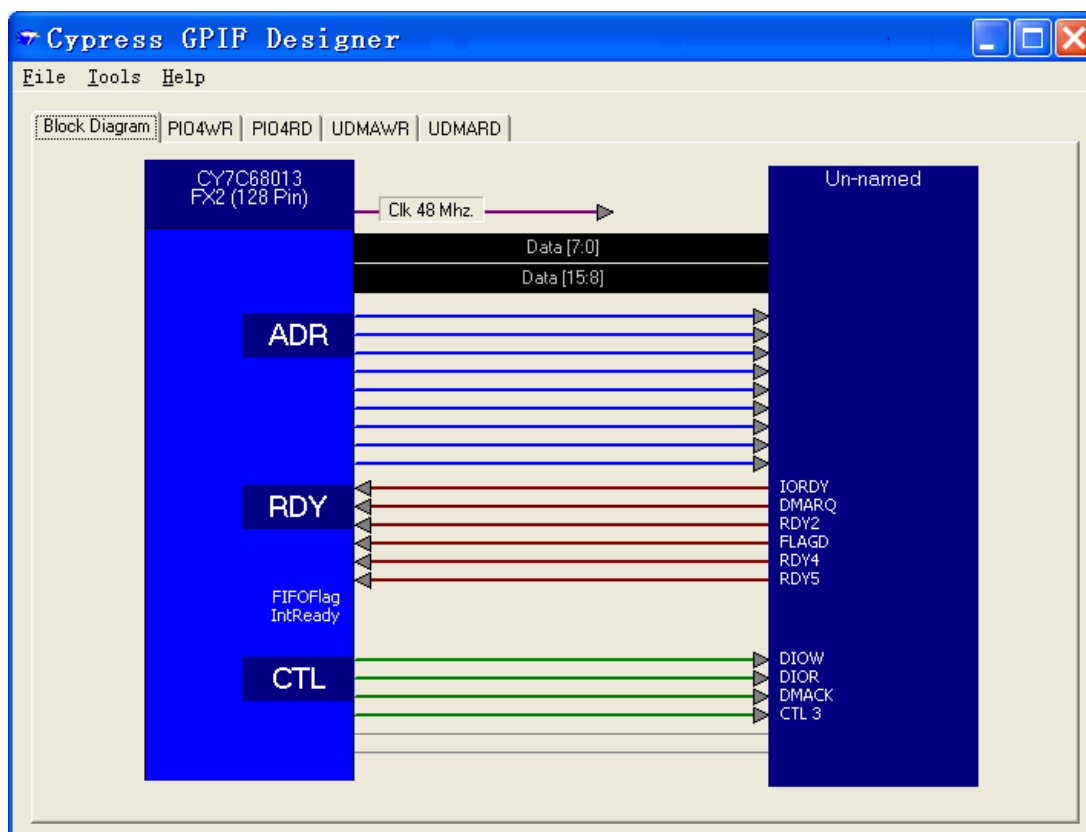 Cypress GPIF Designer
File Tools Help
Block Diagram PIO4WR PIO4RD UDMAWR UDMARD
CY7C68013
FX2 (128 Pin)
Un-named
Clk 48 Mhz.
Data [7:0]
Data [15:8]
ADR
RDY
IORDY
DMARQ
RDY2
FLAGD
RDY4
RDY5
FIFOFlag
IntReady
CTL
DIOW
DIOR
DMACK
CTL 3